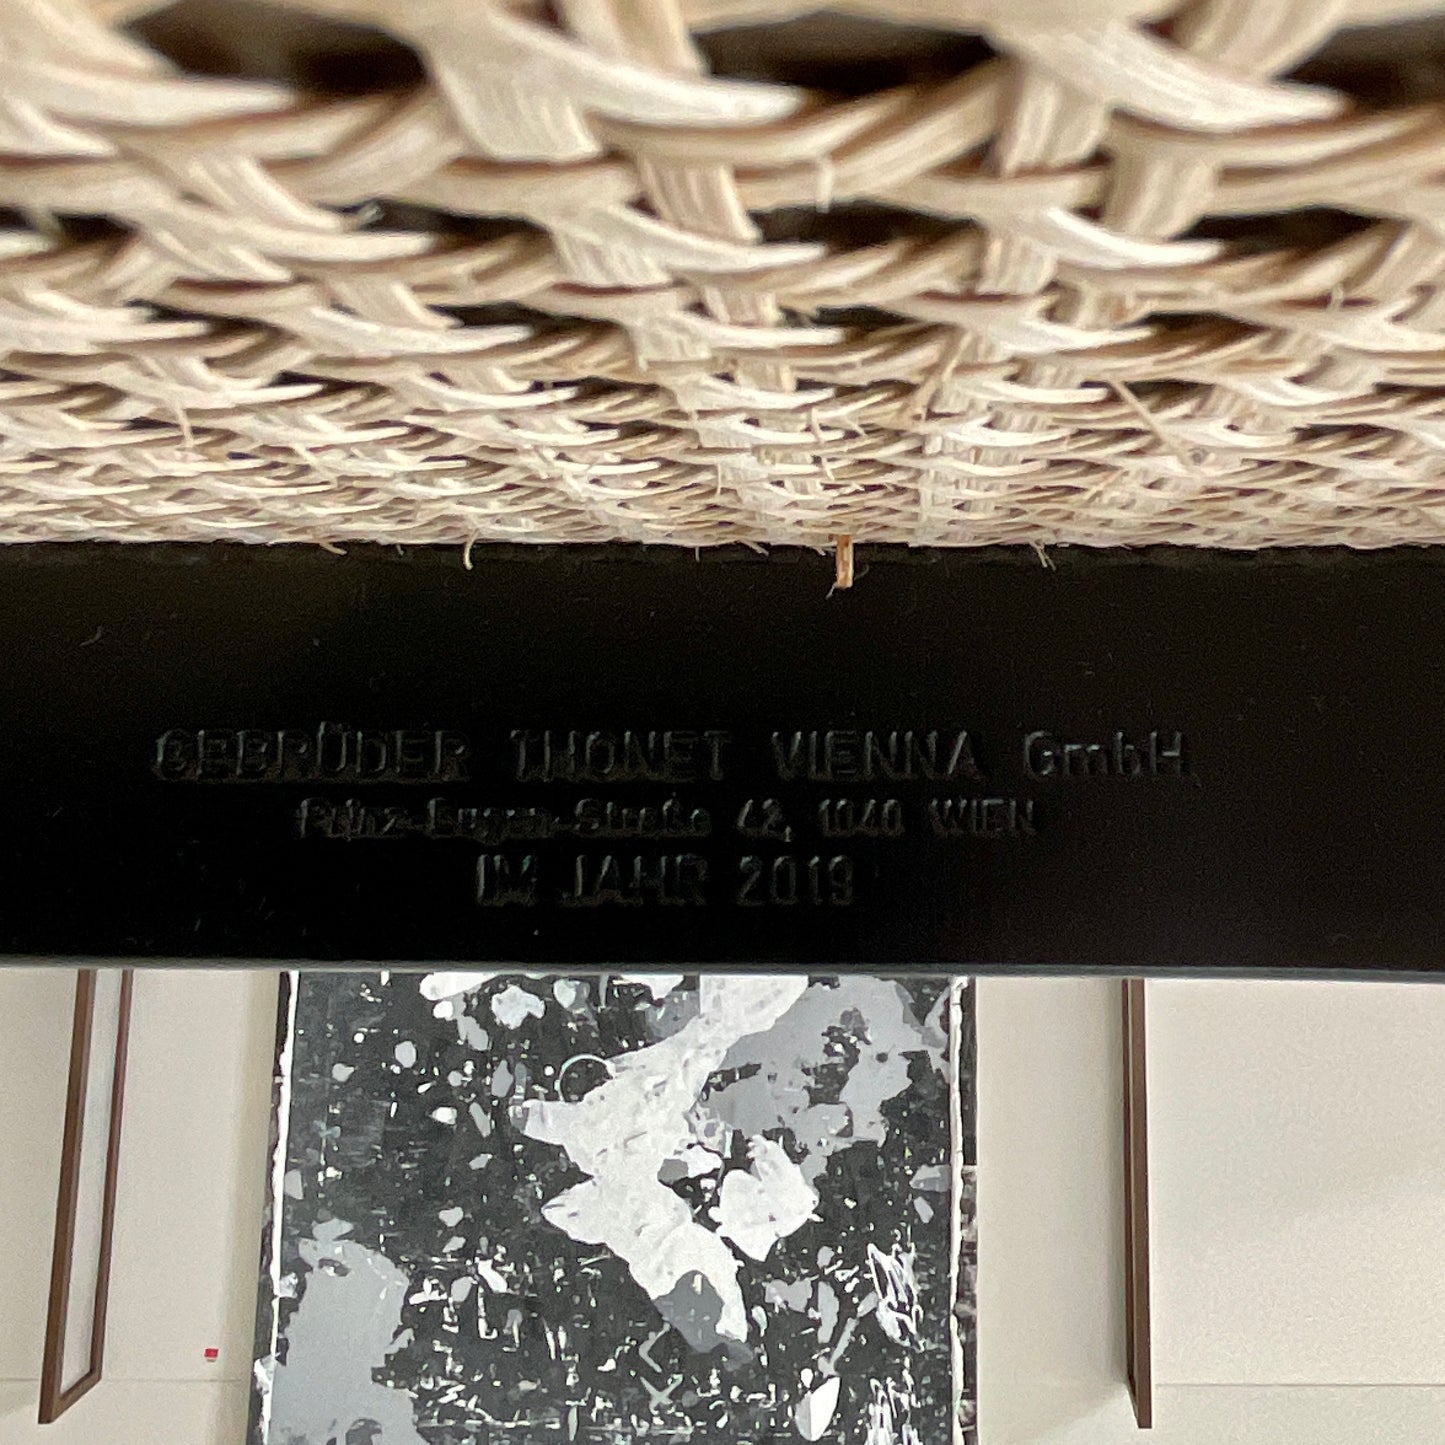 GEBRÜDER THONET VIENNA GmbH
Prinz-Eugen-Straße 42, 1040 WIEN
IM JAHR 2019